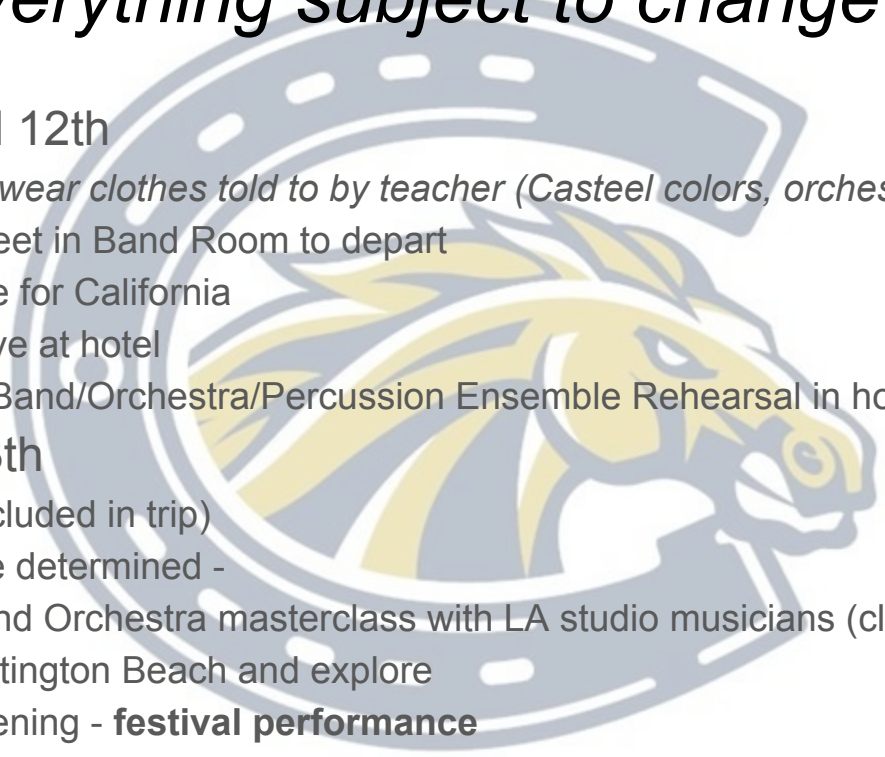 erything subject to change
12th
wear clothes told to by teacher (Casteel colors, orches
eet in Band Room to depart
e for California
ve at hotel
Band/Orchestra/Percussion Ensemble Rehearsal in ho
th
cluded in trip)
e determined -
nd Orchestra masterclass with LA studio musicians (cl
tington Beach and explore
ening - festival performance